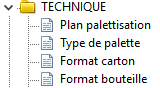 TECHNIQUE
Plan palettisation
Type de palette
Format carton
Format bouteille